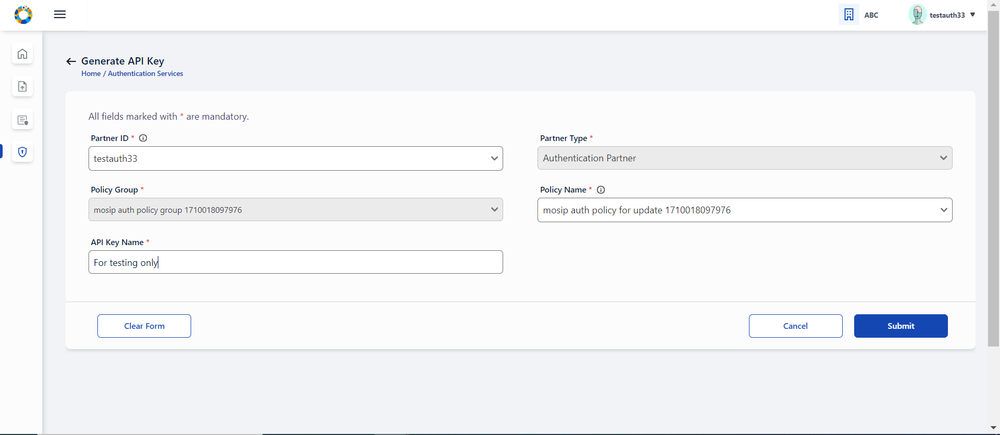 ABC
testauth33
Generate API Key
Home / Authentication Services
All fields marked with * are mandatory.
Partner ID *
testauth33
Partner Type *
Authentication Partner
Policy Group *
mosip auth policy group 1710018097976
Policy Name *
mosip auth policy for update 1710018097976
API Key Name *
For testing only
Clear Form
Cancel
Submit